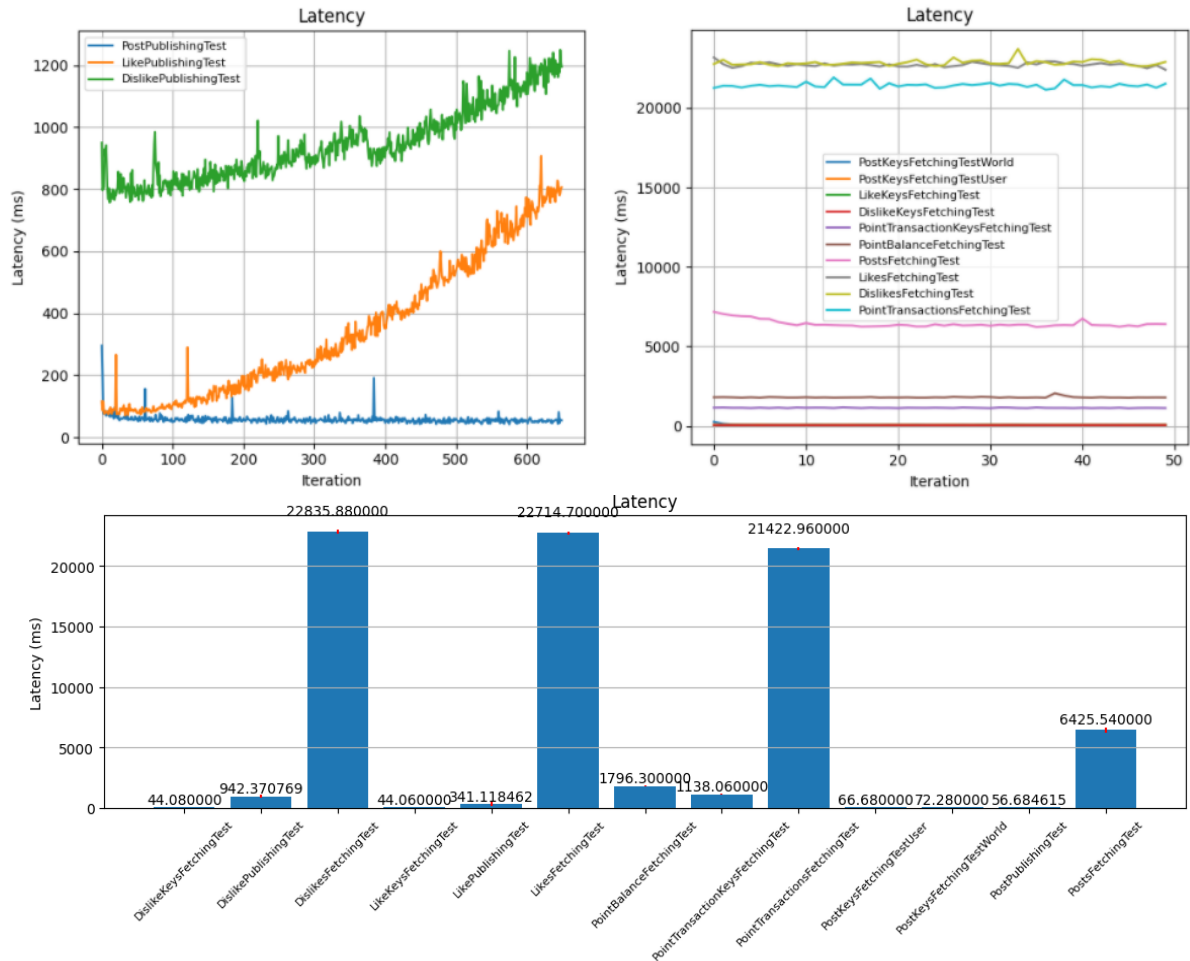 Latency
PostPublishingTest
LikePublishingTest
DislikePublishingTest
1200
1000
800
600
400
200
0
Latency (ms)
0 100 200 300 400 500 600
Iteration
Latency
20000
15000
10000
5000
0
Latency (ms)
PostKeysFetchingTestWorld
PostKeysFetchingTestUser
LikeKeysFetchingTest
DislikeKeysFetchingTest
PointTransactionKeysFetchingTest
PointBalanceFetchingTest
PostsFetchingTest
LikesFetchingTest
DislikesFetchingTest
PointTransactionsFetchingTest
0 10 20 30 40 50
Iteration
Latency
20000
15000
10000
5000
0
Latency (ms)
44.080000
942.370769
22835.880000
44.060000
341.118462
22714.700000
1796.300000
1138.060000
21422.960000
66.680000
72.280000
56.684615
6425.540000
DislikeKeysFetchingTest
DislikePublishingTest
DislikesFetchingTest
LikeKeysFetchingTest
LikePublishingTest
LikesFetchingTest
PointBalanceFetchingTest
PointTransactionKeysFetchingTest
PointTransactionsFetchingTest
PostKeysFetchingTestUser
PostKeysFetchingTestWorld
PostPublishingTest
PostsFetchingTest